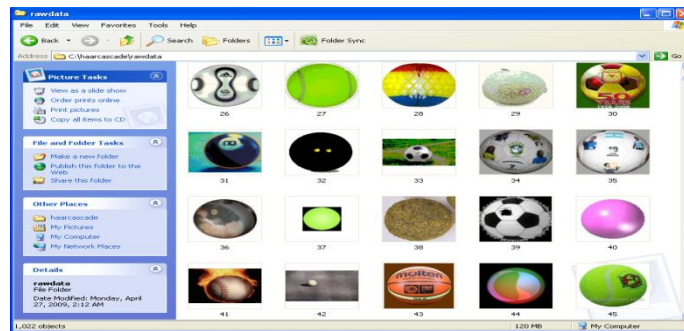 rawdata
File Edit View Favorites Tools Help
Back Search Folders Folder Sync
Address C:\haarcascade\rawdata Go
Picture Tasks
View as a slide show
Order prints online
Print pictures
Copy all items to CD
File and Folder Tasks
Make a new folder
Publish this folder to the
Web
Share this folder
Other Places
haarcascade
My Pictures
My Computer
My Network Places
Details
rawdata
File Folder
Date Modified: Monday, April
27, 2009, 2:12 AM
26 27 28 29 30
50
31 32 33 34 35
36 37 38 39 40
molten
41 42 43 44 45
1,022 objects 120 MB My Computer